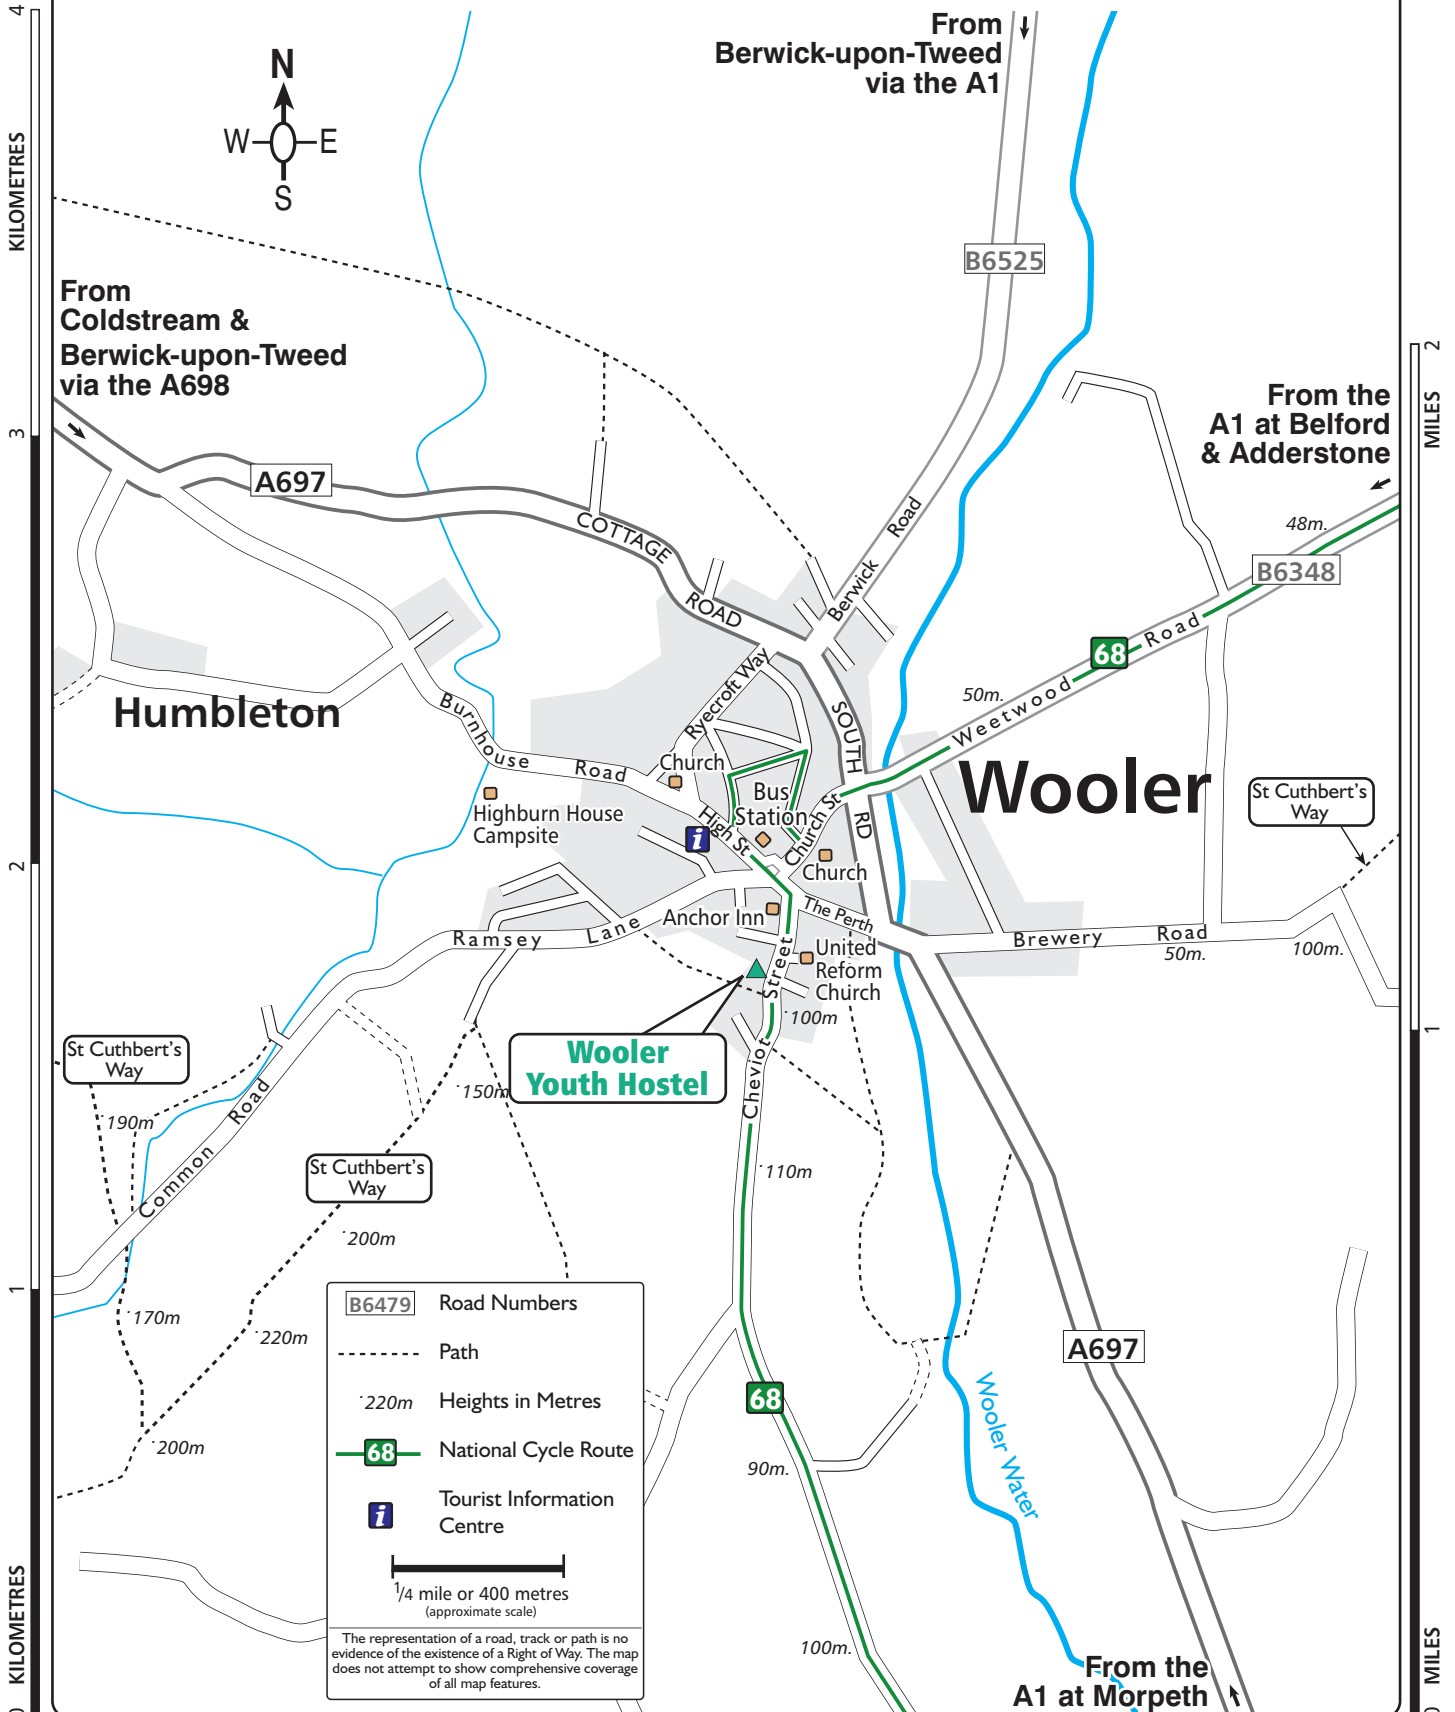 4
KILOMETRES
3
2
1
KILOMETRES
0
N
W E
S
From
Berwick-upon-Tweed
via the A1
B6525
From
Coldstream &
Berwick-upon-Tweed
via the A698
2
MILES
1
MILES
0
From the
A1 at Belford
& Adderstone
48m.
B6348
A697
COTTAGE
ROAD
Berwick Road
68
Weetwood Road
50m.
Humbleton
Burnhouse Road
Ryecroft Way
SOUTH
RD
Church
Highburn House
Campsite
Bus
Station
i
High St
Church St
Church
Wooler
St Cuthbert's
Way
Anchor Inn
The Perth
Ramsey Lane
Brewery Road
50m.
100m.
United
Reform
Church
Cheviot Street
100m
Wooler
Youth Hostel
St Cuthbert's
Way
190m
Common Road
150m
St Cuthbert's
Way
110m
200m
170m
220m
200m
68
90m.
100m.
A697
Wooler Water
From the
A1 at Morpeth
B6479 Road Numbers
Path
220m Heights in Metres
68 National Cycle Route
i Tourist Information
Centre
1/4 mile or 400 metres
(approximate scale)
The representation of a road, track or path is no
evidence of the existence of a Right of Way. The map
does not attempt to show comprehensive coverage
of all map features.